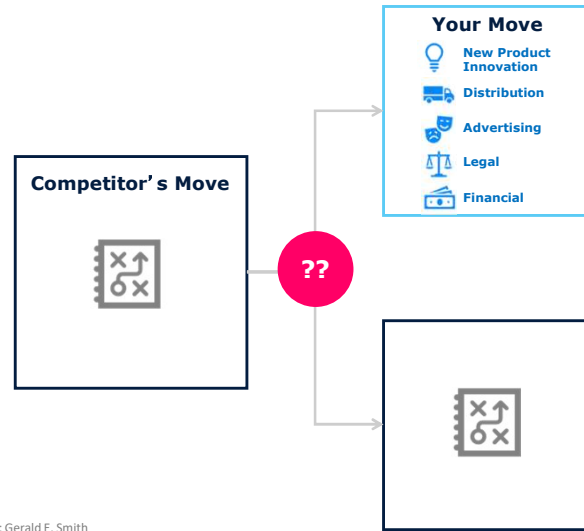 Your Move
New Product
Innovation
Distribution
Advertising
Legal
Financial
Competitor's Move
??
: Gerald E. Smith